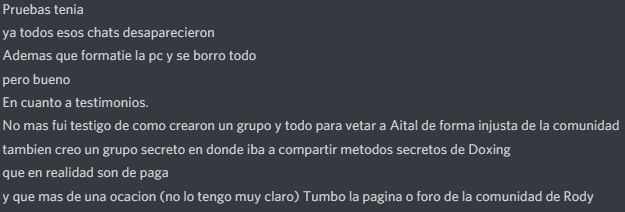 Pruebas tenia
ya todos esos chats desaparecieron
Ademas que formatie la pc y se borro todo
pero bueno
En cuanto a testimonios.
No mas fui testigo de como crearon un grupo y todo para vetar a Aital de forma injusta de la comunidad
tambien creo un grupo secreto en donde iba a compartir metodos secretos de Doxing
que en realidad son de paga
y que mas de una ocacion (no lo tengo muy claro) Tumbo la pagina o foro de la comunidad de Rody